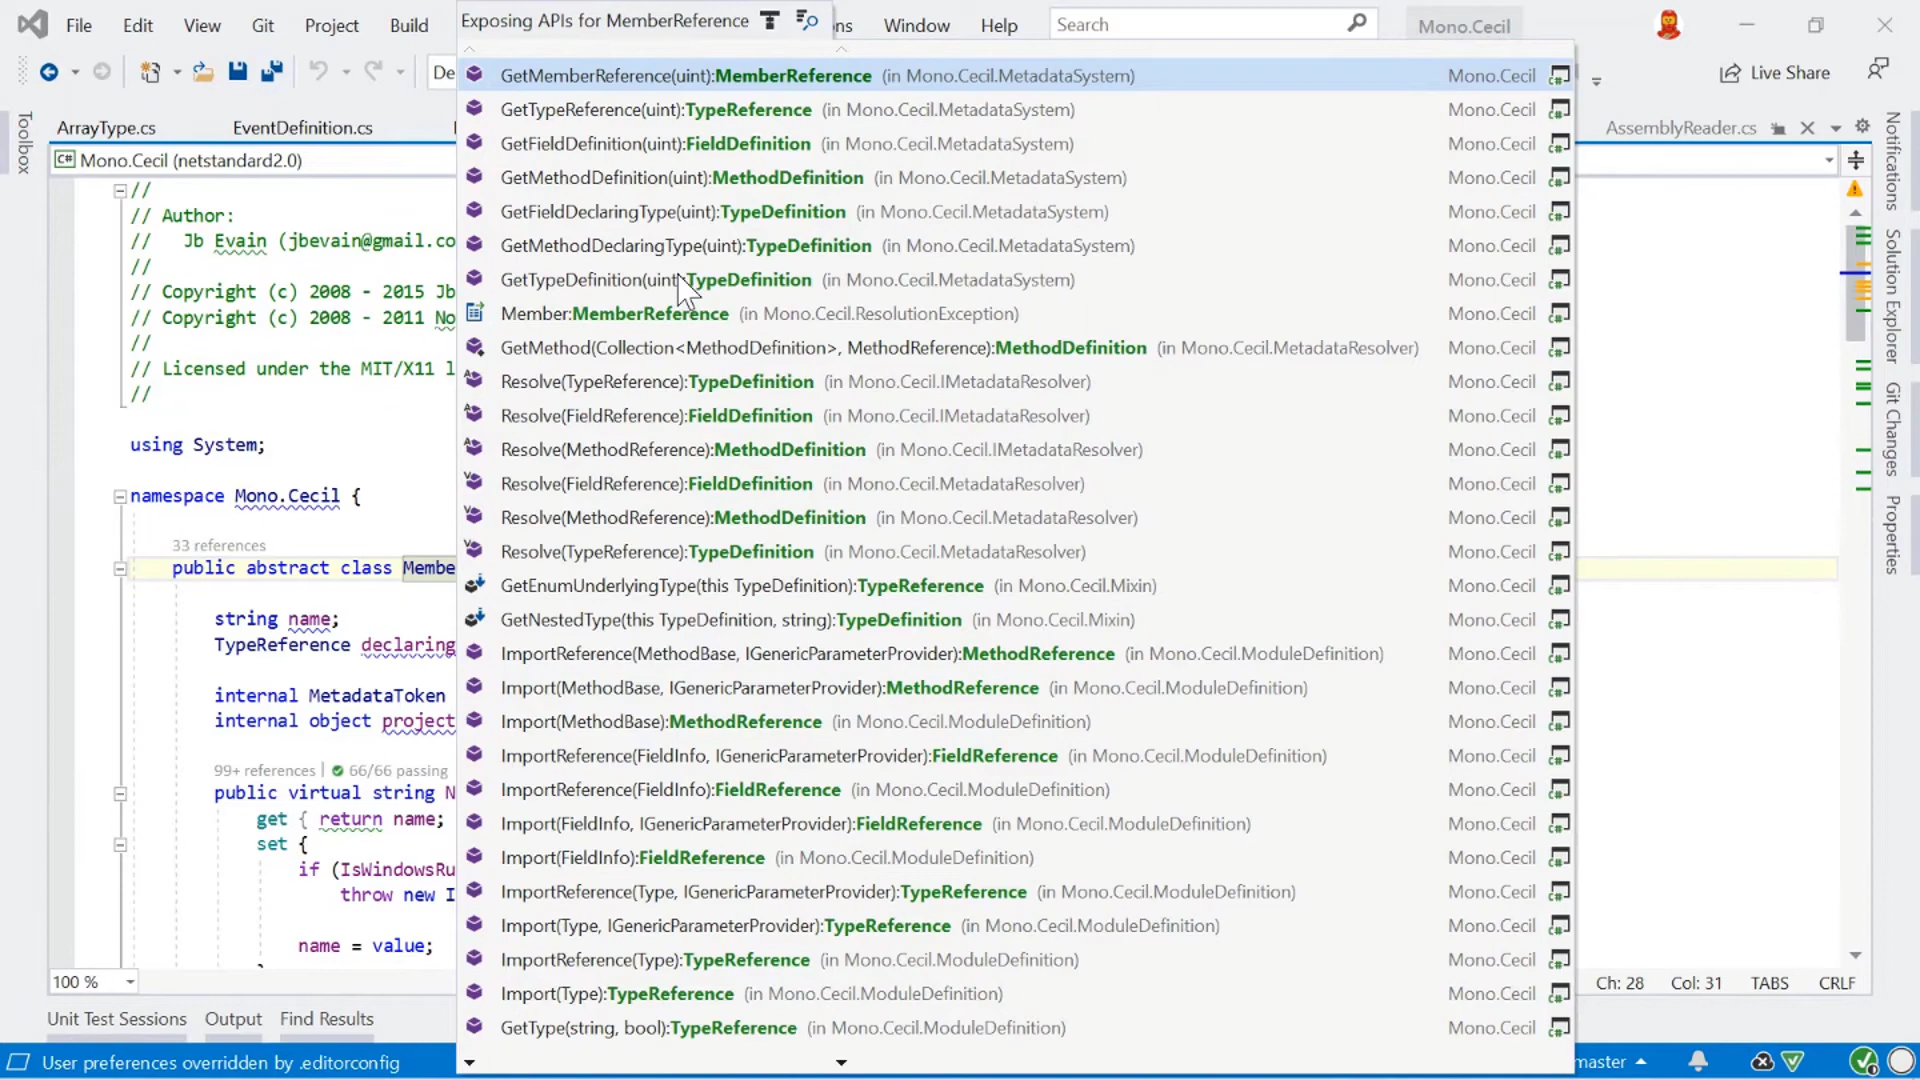 File Edit View Git Project Build
Exposing APIs for MemberReference
ns Window Help
Search
Mono.Cecil
De
Live Share
Toolbox
ArrayType.cs
EventDefinition.cs
AssemblyReader.cs
C# Mono.Cecil (netstandard2.0)
//
// Author:
// Jb Evain (jbevain@gmail.co
//
// Copyright (c) 2008 - 2015 Jb
// Copyright (c) 2008 - 2011 No
//
// Licensed under the MIT/X11 l
//
using System;
namespace Mono.Cecil {
33 references
public abstract class Membe
string name;
TypeReference declaring
internal MetadataToken
internal object project
99+ references | 66/66 passing
public virtual string N
get { return name;
set {
if (IsWindowsRu
throw new I
name = value;
GetMemberReference(uint):MemberReference (in Mono.Cecil.MetadataSystem) Mono.Cecil
GetTypeReference(uint):TypeReference (in Mono.Cecil.MetadataSystem) Mono.Cecil
GetFieldDefinition(uint):FieldDefinition (in Mono.Cecil.MetadataSystem) Mono.Cecil
GetMethodDefinition(uint):MethodDefinition (in Mono.Cecil.MetadataSystem) Mono.Cecil
GetFieldDeclaringType(uint):TypeDefinition (in Mono.Cecil.MetadataSystem) Mono.Cecil
GetMethodDeclaringType(uint):TypeDefinition (in Mono.Cecil.MetadataSystem) Mono.Cecil
GetTypeDefinition(uint):TypeDefinition (in Mono.Cecil.MetadataSystem) Mono.Cecil
Member:MemberReference (in Mono.Cecil.ResolutionException) Mono.Cecil
GetMethod(Collection<MethodDefinition>, MethodReference):MethodDefinition (in Mono.Cecil.MetadataResolver) Mono.Cecil
Resolve(TypeReference):TypeDefinition (in Mono.Cecil.IMetadataResolver) Mono.Cecil
Resolve(FieldReference):FieldDefinition (in Mono.Cecil.IMetadataResolver) Mono.Cecil
Resolve(MethodReference):MethodDefinition (in Mono.Cecil.IMetadataResolver) Mono.Cecil
Resolve(FieldReference):FieldDefinition (in Mono.Cecil.MetadataResolver) Mono.Cecil
Resolve(MethodReference):MethodDefinition (in Mono.Cecil.MetadataResolver) Mono.Cecil
Resolve(TypeReference):TypeDefinition (in Mono.Cecil.MetadataResolver) Mono.Cecil
GetEnumUnderlyingType(this TypeDefinition):TypeReference (in Mono.Cecil.Mixin) Mono.Cecil
GetNestedType(this TypeDefinition, string):TypeDefinition (in Mono.Cecil.Mixin) Mono.Cecil
ImportReference(MethodBase, IGenericParameterProvider):MethodReference (in Mono.Cecil.ModuleDefinition) Mono.Cecil
Import(MethodBase, IGenericParameterProvider):MethodReference (in Mono.Cecil.ModuleDefinition) Mono.Cecil
Import(MethodBase):MethodReference (in Mono.Cecil.ModuleDefinition) Mono.Cecil
ImportReference(FieldInfo, IGenericParameterProvider):FieldReference (in Mono.Cecil.ModuleDefinition) Mono.Cecil
ImportReference(FieldInfo):FieldReference (in Mono.Cecil.ModuleDefinition) Mono.Cecil
Import(FieldInfo, IGenericParameterProvider):FieldReference (in Mono.Cecil.ModuleDefinition) Mono.Cecil
Import(FieldInfo):FieldReference (in Mono.Cecil.ModuleDefinition) Mono.Cecil
ImportReference(Type, IGenericParameterProvider):TypeReference (in Mono.Cecil.ModuleDefinition) Mono.Cecil
Import(Type, IGenericParameterProvider):TypeReference (in Mono.Cecil.ModuleDefinition) Mono.Cecil
ImportReference(Type):TypeReference (in Mono.Cecil.ModuleDefinition) Mono.Cecil
Import(Type):TypeReference (in Mono.Cecil.ModuleDefinition) Mono.Cecil
GetType(string, bool):TypeReference (in Mono.Cecil.ModuleDefinition) Mono.Cecil
Notifications
Solution Explorer
Git Changes
Properties
100 %
Ch: 28 Col: 31 TABS CRLF
Unit Test Sessions Output Find Results
User preferences overridden by .editorconfig
master